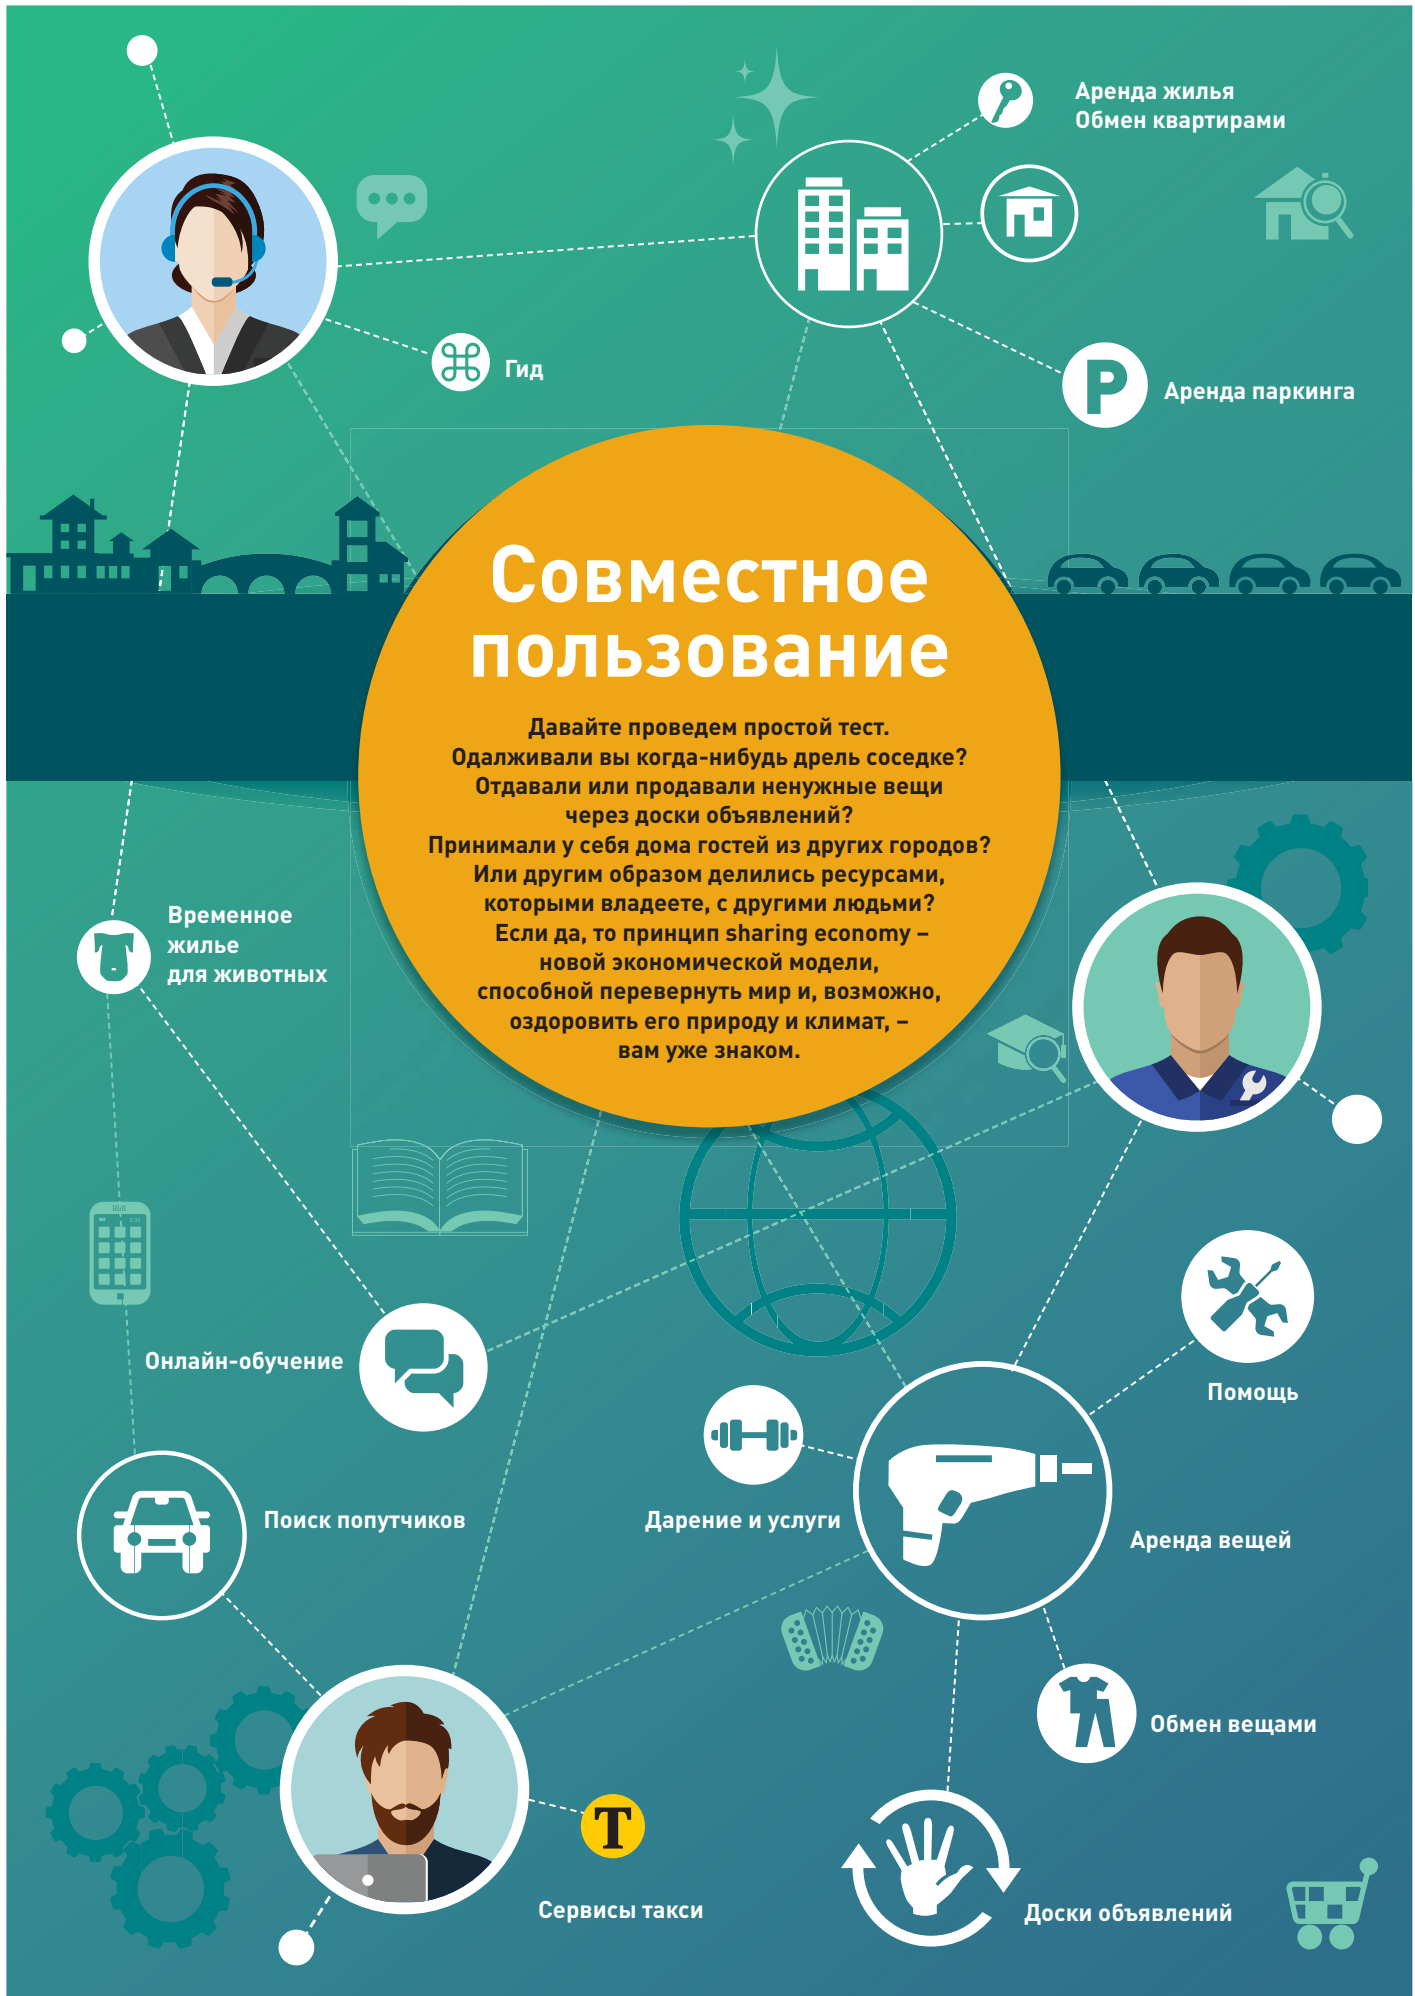 Аренда жилья
Обмен квартирами
Гид
P
Аренда паркинга
Совместное
пользование
Давайте проведем простой тест.
Одалживали вы когда-нибудь дрель соседке?
Отдавали или продавали ненужные вещи
через доски объявлений?
Принимали у себя дома гостей из других городов?
Или другим образом делились ресурсами,
которыми владеете, с другими людьми?
Если да, то принцип sharing economy –
новой экономической модели,
способной перевернуть мир и, возможно,
оздоровить его природу и климат, –
вам уже знаком.
Временное
жилье
для животных
Онлайн-обучение
Помощь
Поиск попутчиков
Дарение и услуги
Аренда вещей
Обмен вещами
Т
Сервисы такси
Доски объявлений